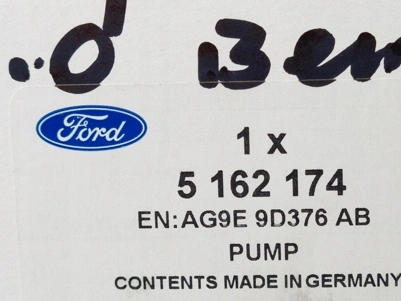 Ford
1 x
5 162 174
EN:AG9E 9D376 AB
PUMP
CONTENTS MADE IN GERMANY